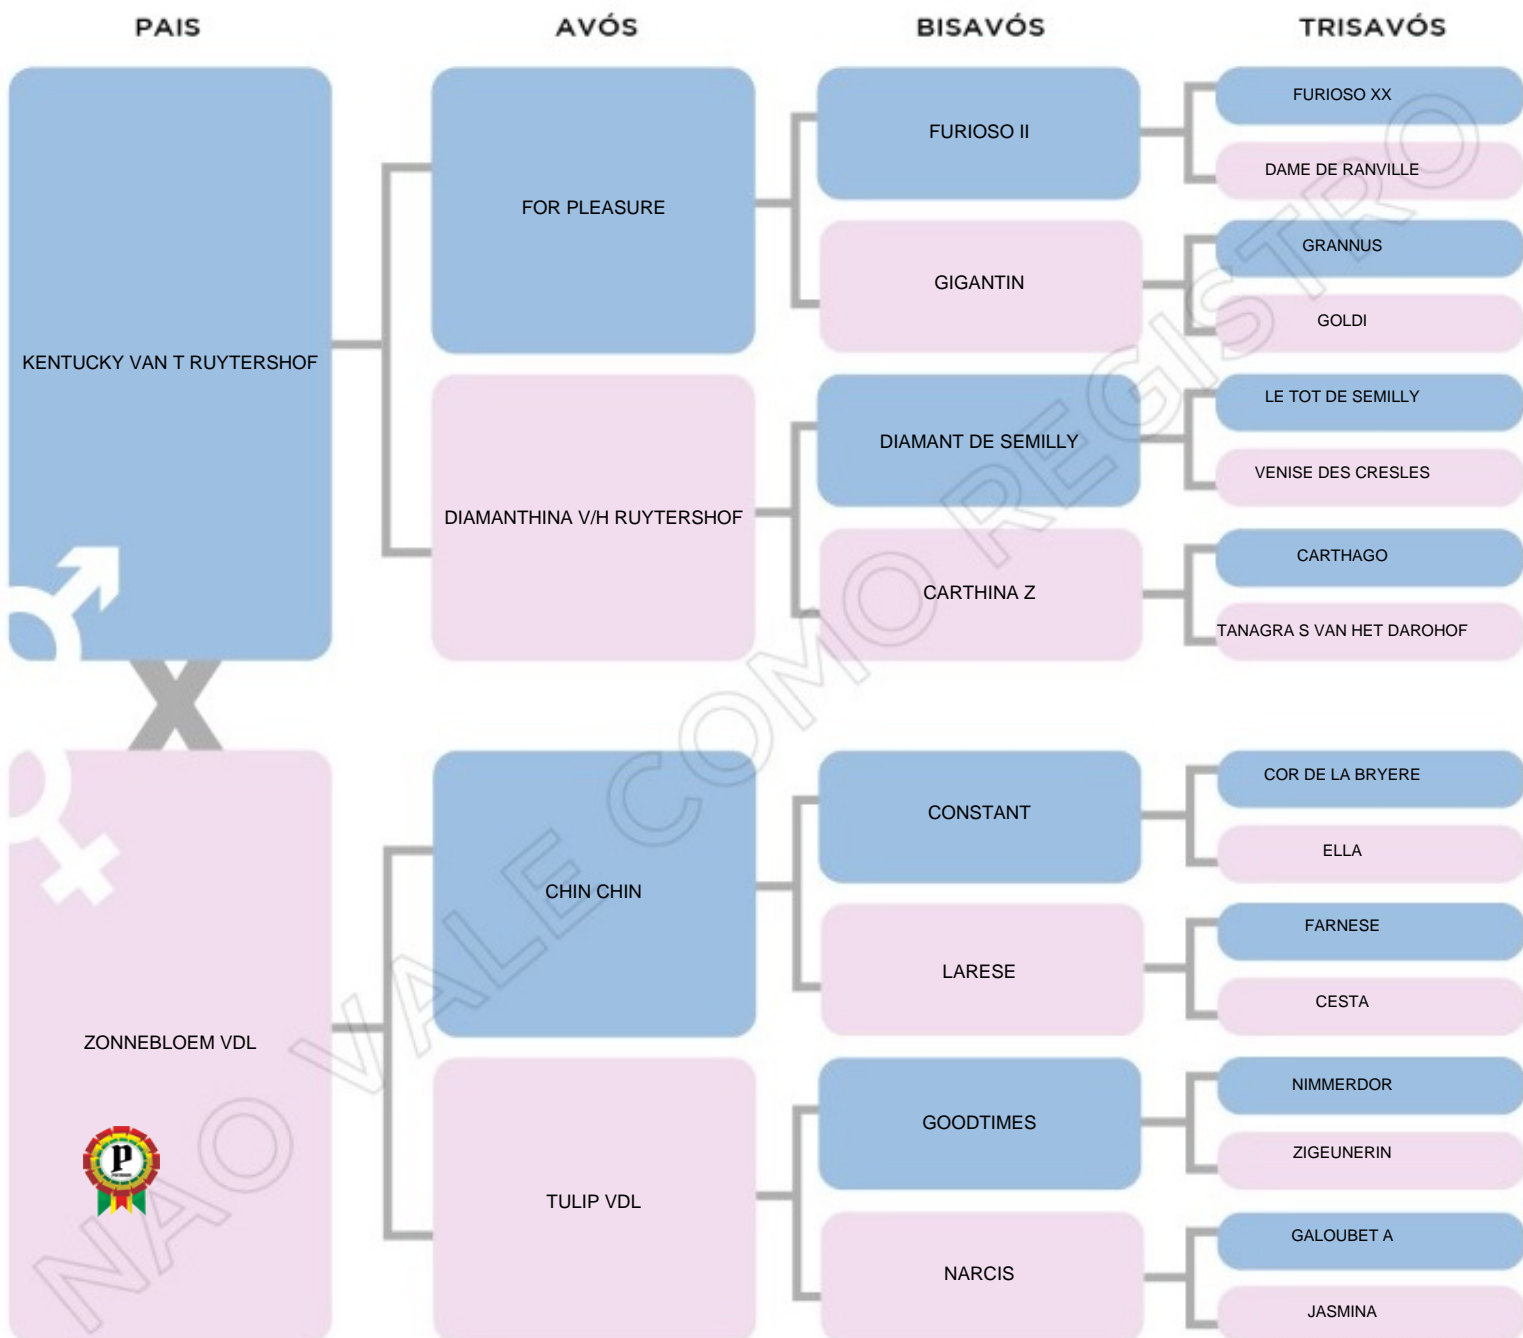 PAIS AVÓS BISAVÓS TRISAVÓS
FURIOSO XX
FURIOSO II
DAME DE RANVILLE
FOR PLEASURE
GRANNUS
GIGANTIN
GOLDI
KENTUCKY VAN T RUYTERSHOF
LE TOT DE SEMILLY
DIAMANT DE SEMILLY
VENISE DES CRESLES
DIAMANTHINA V/H RUYTERSHOF
CARTHAGO
CARTHINA Z
TANAGRA S VAN HET DAROHOF
X
COR DE LA BRYERE
CONSTANT
ELLA
CHIN CHIN
FARNESE
LARESE
CESTA
ZONNEBLOEM VDL
NIMMERDOR
GOODTIMES
ZIGEUNERIN
P
TULIP VDL
GALOUBET A
NARCIS
JASMINA
NAO VALE COMO REGISTRO